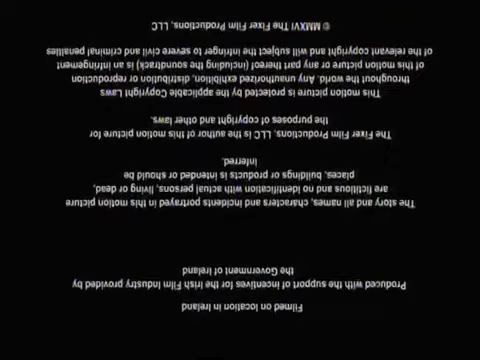 Filmed on location in Ireland
Produced with the support of incentives for the Irish Film Industry provided by
the Government of Ireland
The story and all names, characters and incidents portrayed in this motion picture
are fictitious and no identification with actual persons, living or dead,
places, buildings or products is intended or should be
inferred.
Fixer Film Productions, LLC is the author of this motion picture for
the purposes of copyright and other laws.
This motion picture is protected by the applicable Copyright Laws
throughout the world. Any unauthorized exhibition, distribution or reproduction
of this motion picture or any part thereof (including the soundtrack) is an infringement
of the relevant copyright and will subject the infringer to severe civil and criminal penalties
© MMXVI The Fixer Film Productions, LLC